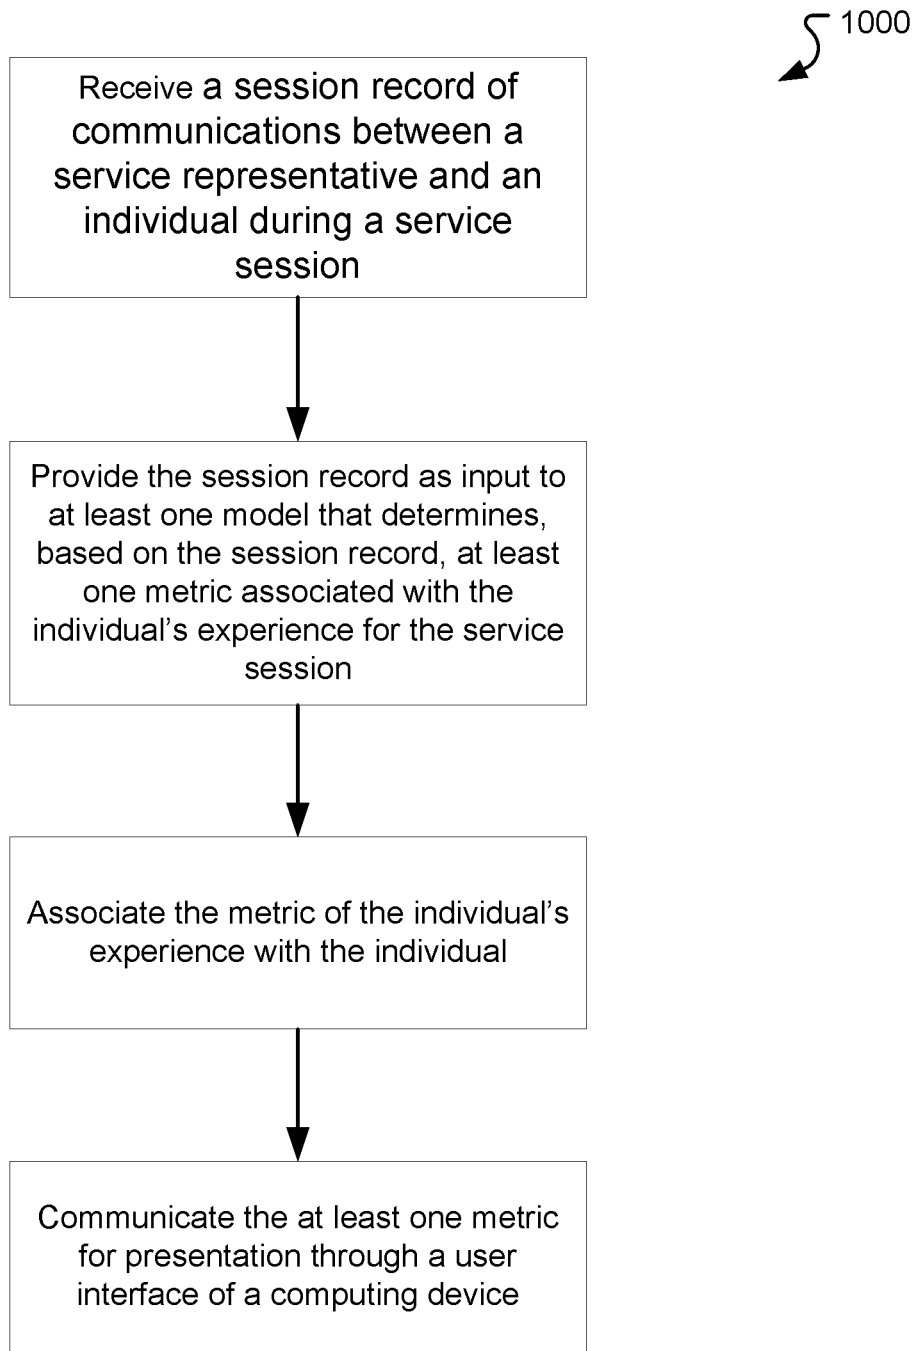 1000
Receive a session record of
communications between a
service representative and an
individual during a service
session
Provide the session record as input to
at least one model that determines,
based on the session record, at least
one metric associated with the
individual’s experience for the service
session
Associate the metric of the individual’s
experience with the individual
Communicate the at least one metric
for presentation through a user
interface of a computing device